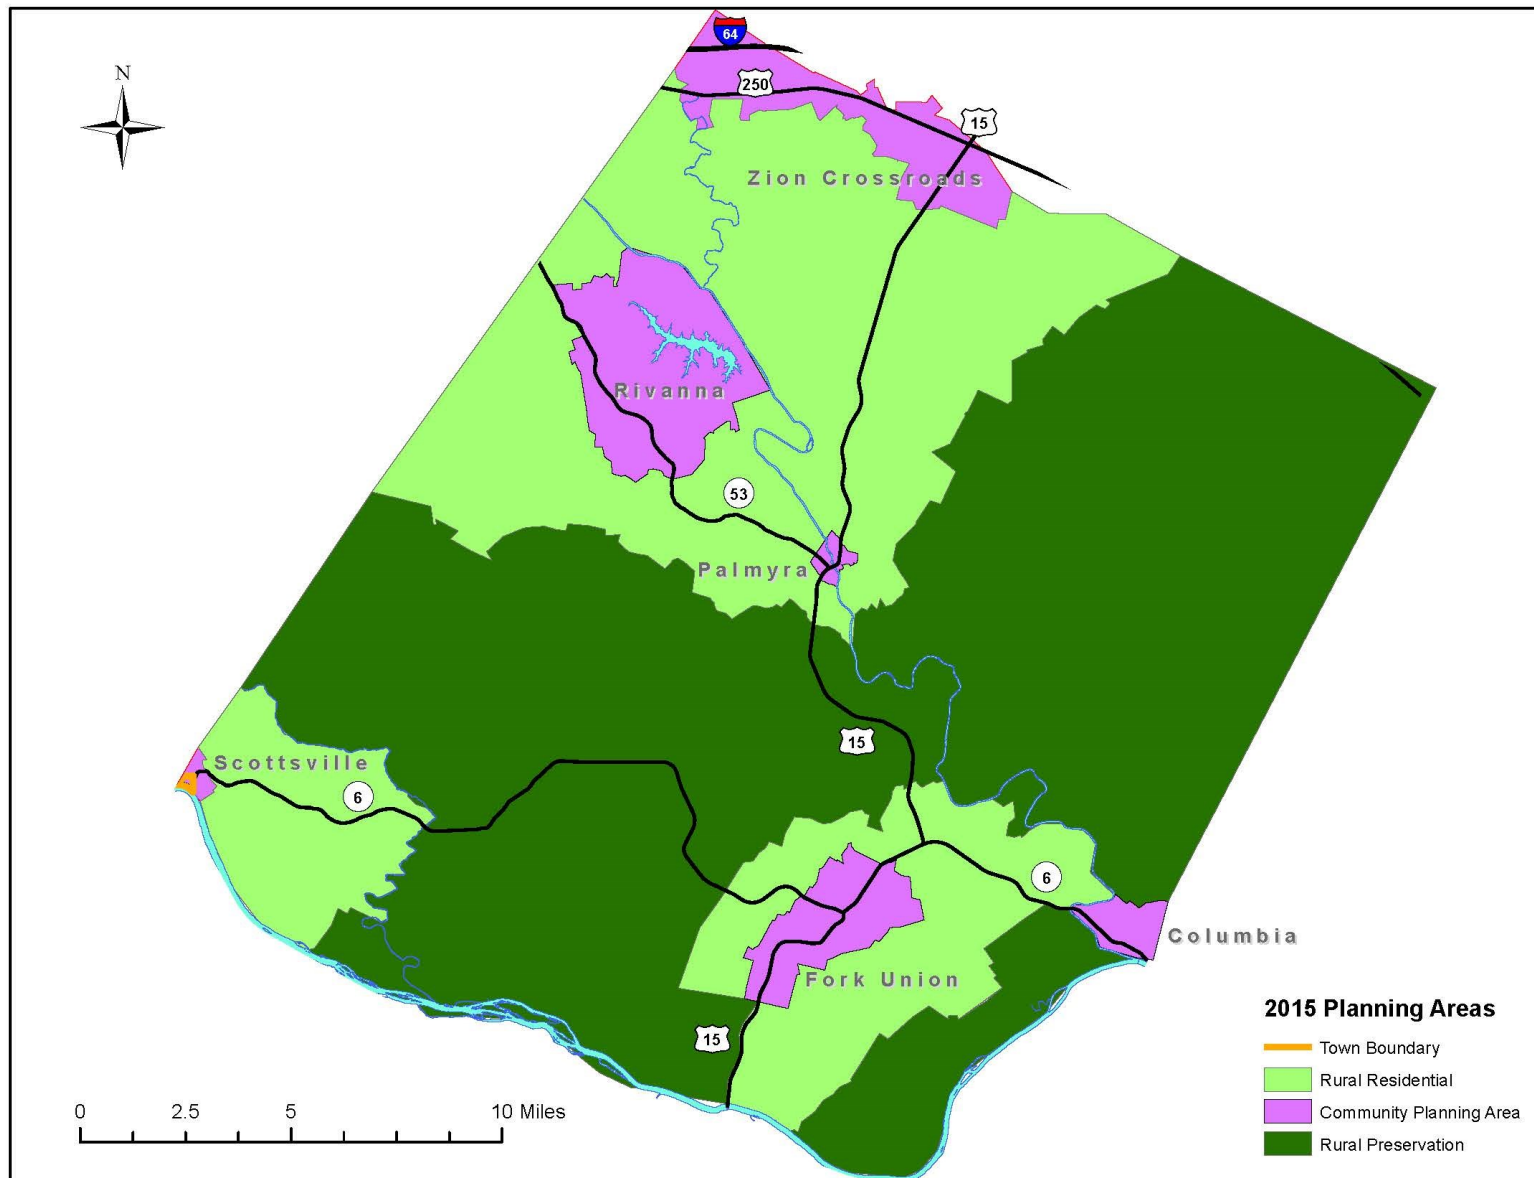 64
N
250
15
Zion Crossroads
Rivanna
53
Palmyra
15
Scottsville
6
6
Columbia
Fork Union
15
2015 Planning Areas
Town Boundary
Rural Residential
Community Planning Area
Rural Preservation
0 2.5 5 10 Miles